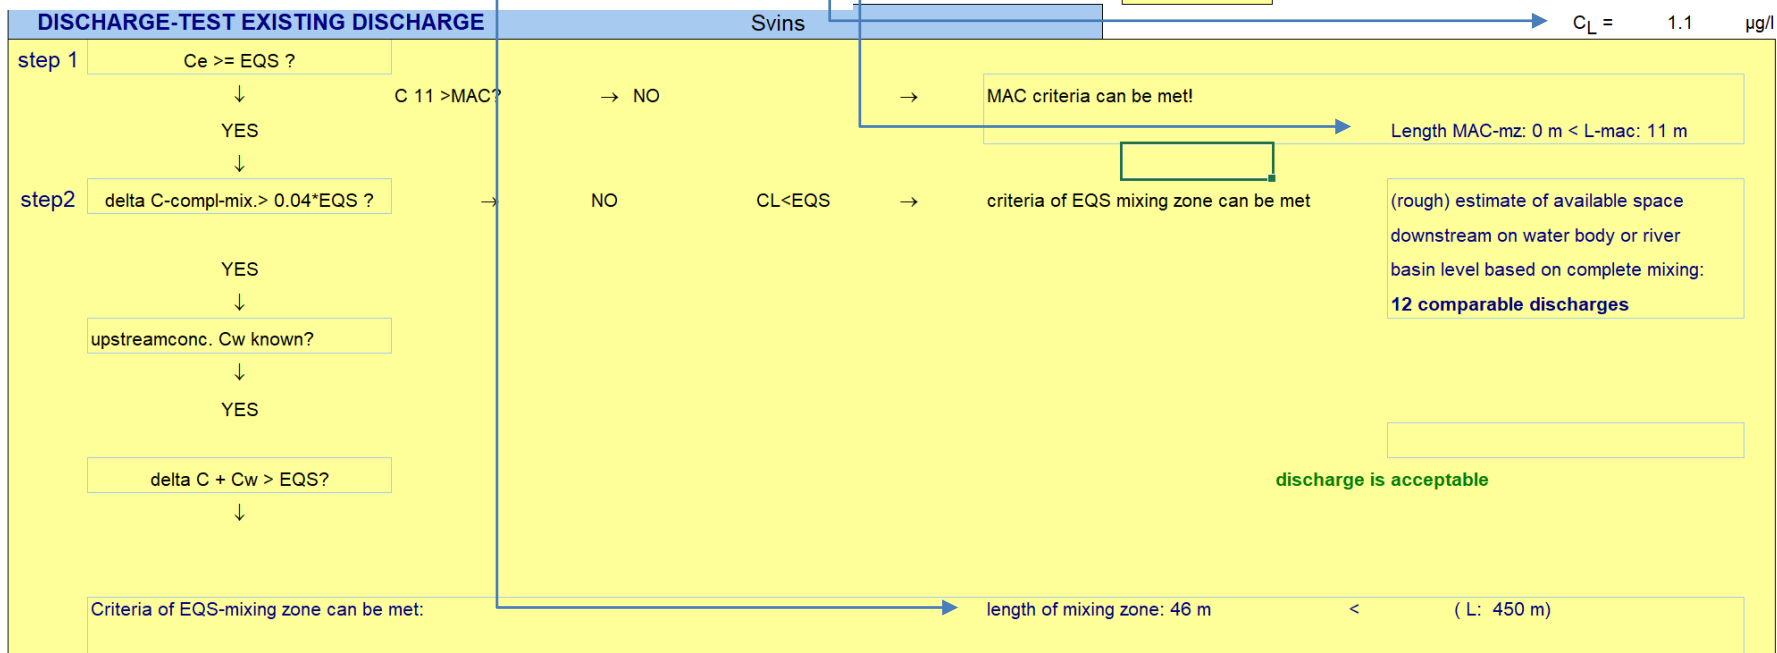 DISCHARGE-TEST EXISTING DISCHARGE Svins CL = 1.1 µg/l
step 1 Ce >= EQS ?
↓ C 11 >MAC? → NO → MAC criteria can be met!
YES Length MAC-mz: 0 m < L-mac: 11 m
↓
step2 delta C-compl-mix.> 0.04*EQS ? → NO CL<EQS → criteria of EQS mixing zone can be met (rough) estimate of available space
downstream on water body or river
YES basin level based on complete mixing:
↓ 12 comparable discharges
upstreamconc. Cw known?
↓
YES
delta C + Cw > EQS? discharge is acceptable
↓
Criteria of EQS-mixing zone can be met: length of mixing zone: 46 m < ( L: 450 m)